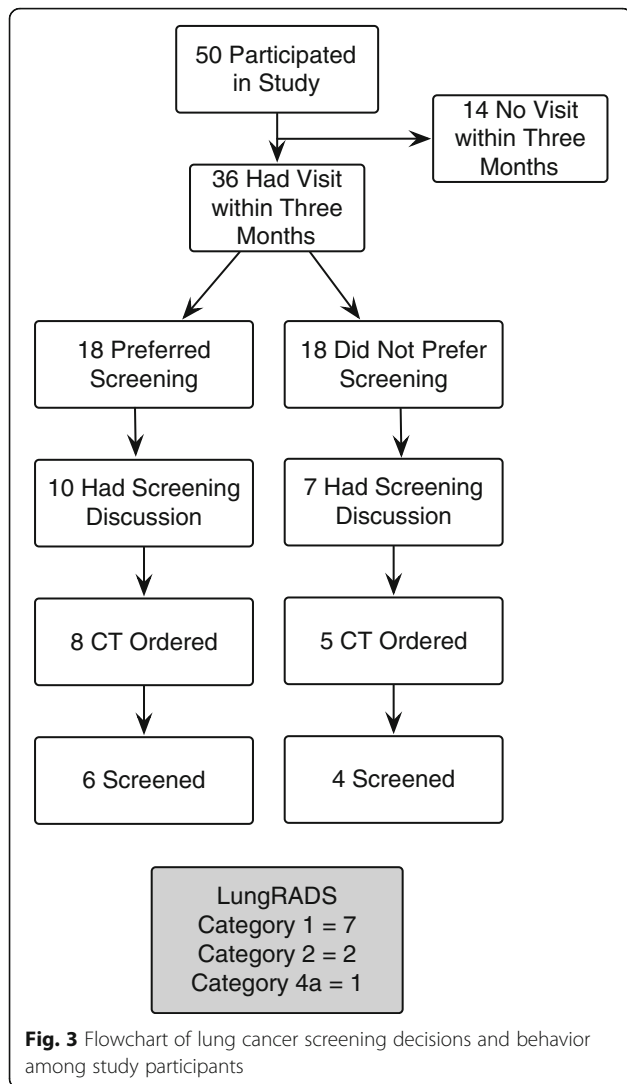 50 Participated
in Study
14 No Visit
within Three
Months
36 Had Visit
within Three
Months
18 Preferred
Screening
18 Did Not Prefer
Screening
10 Had Screening
Discussion
7 Had Screening
Discussion
8 CT Ordered
5 CT Ordered
6 Screened
4 Screened
LungRADS
Category 1 = 7
Category 2 = 2
Category 4a = 1
Fig. 3 Flowchart of lung cancer screening decisions and behavior
among study participants